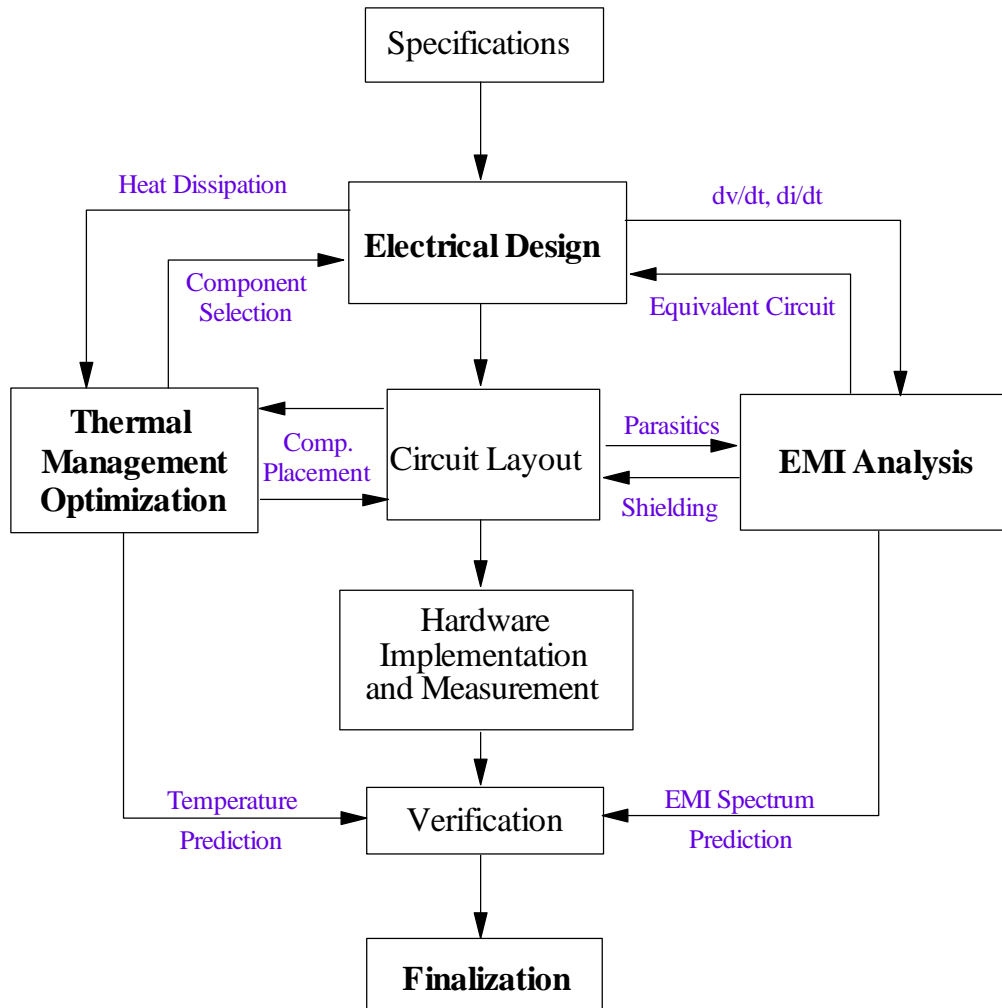 Specifications
Heat Dissipation
dv/dt, di/dt
Electrical Design
Component
Selection
Equivalent Circuit
Thermal
Management
Optimization
Comp.
Placement
Circuit Layout
Parasitics
Shielding
EMI Analysis
Hardware
Implementation
and Measurement
Temperature
Prediction
Verification
EMI Spectrum
Prediction
Finalization